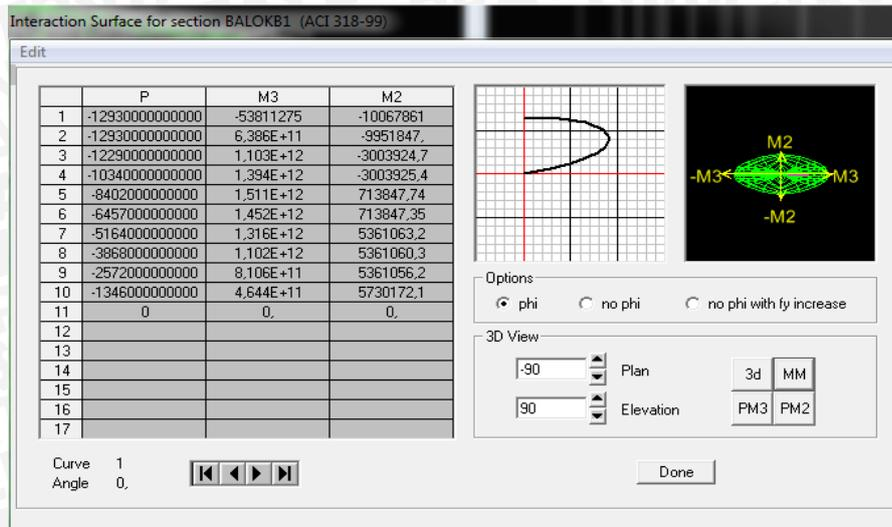 Interaction Surface for section BALOKB1 (ACI 318-99)
Edit
P M3 M2
1 -12930000000000 -53811275 -10067861
2 -12930000000000 6,386E+11 -9951847,
3 -12290000000000 1,103E+12 -3003924,7
4 -10340000000000 1,394E+12 -3003925,4
5 -8402000000000 1,511E+12 713847,74
6 -6457000000000 1,452E+12 713847,35
7 -5164000000000 1,316E+12 5361063,2
8 -3868000000000 1,102E+12 5361060,3
9 -2572000000000 8,106E+11 5361056,2
10 -1346000000000 4,644E+11 5730172,1
11 0 0, 0,
12
13
14
15
16
17
Curve 1
Angle 0,
M2
-M3 M3
-M2
Options
phi no phi no phi with fy increase
3D View
-90 Plan 3d MM
90 Elevation PM3 PM2
Done